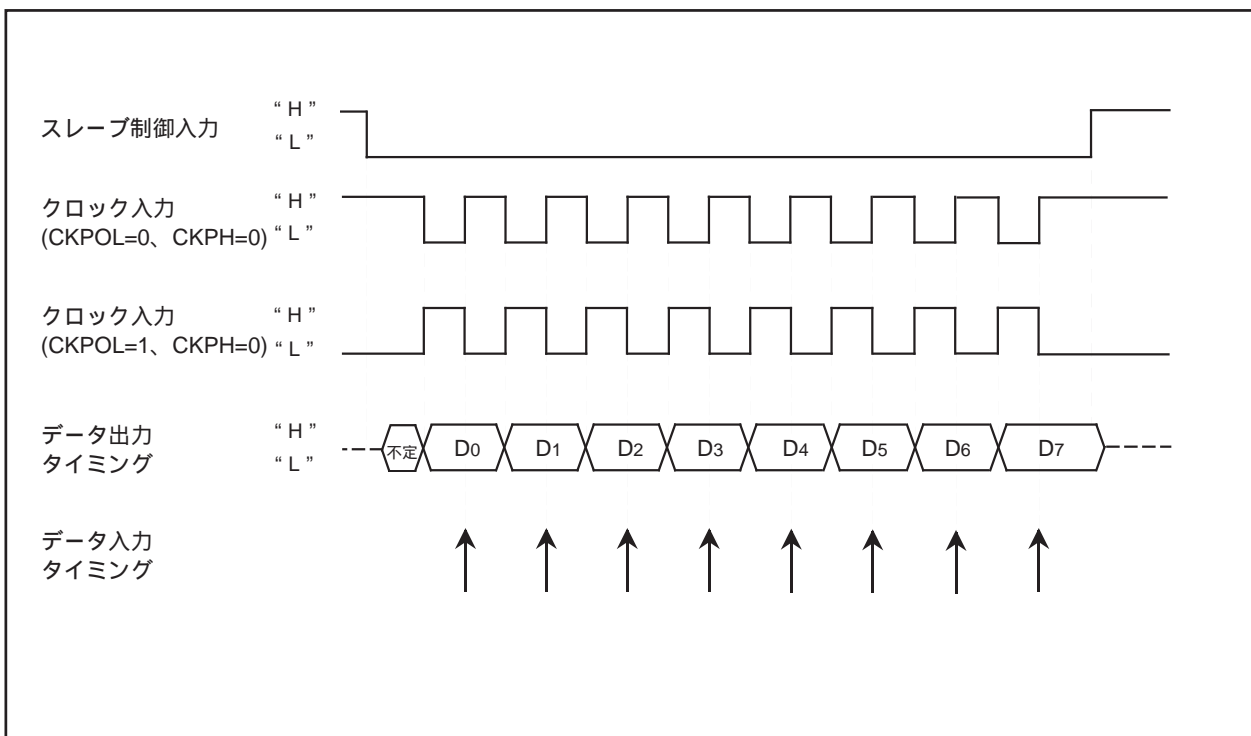 スレーブ制御入力 “ H ”
“ L ”
クロック入力 “ H ”
(CKPOL=0、CKPH=0) “ L ”
クロック入力 “ H ”
(CKPOL=1、CKPH=0) “ L ”
データ出力 “ H ”
タイミング “ L ”
不定 D0 D1 D2 D3 D4 D5 D6 D7
データ入力
タイミング